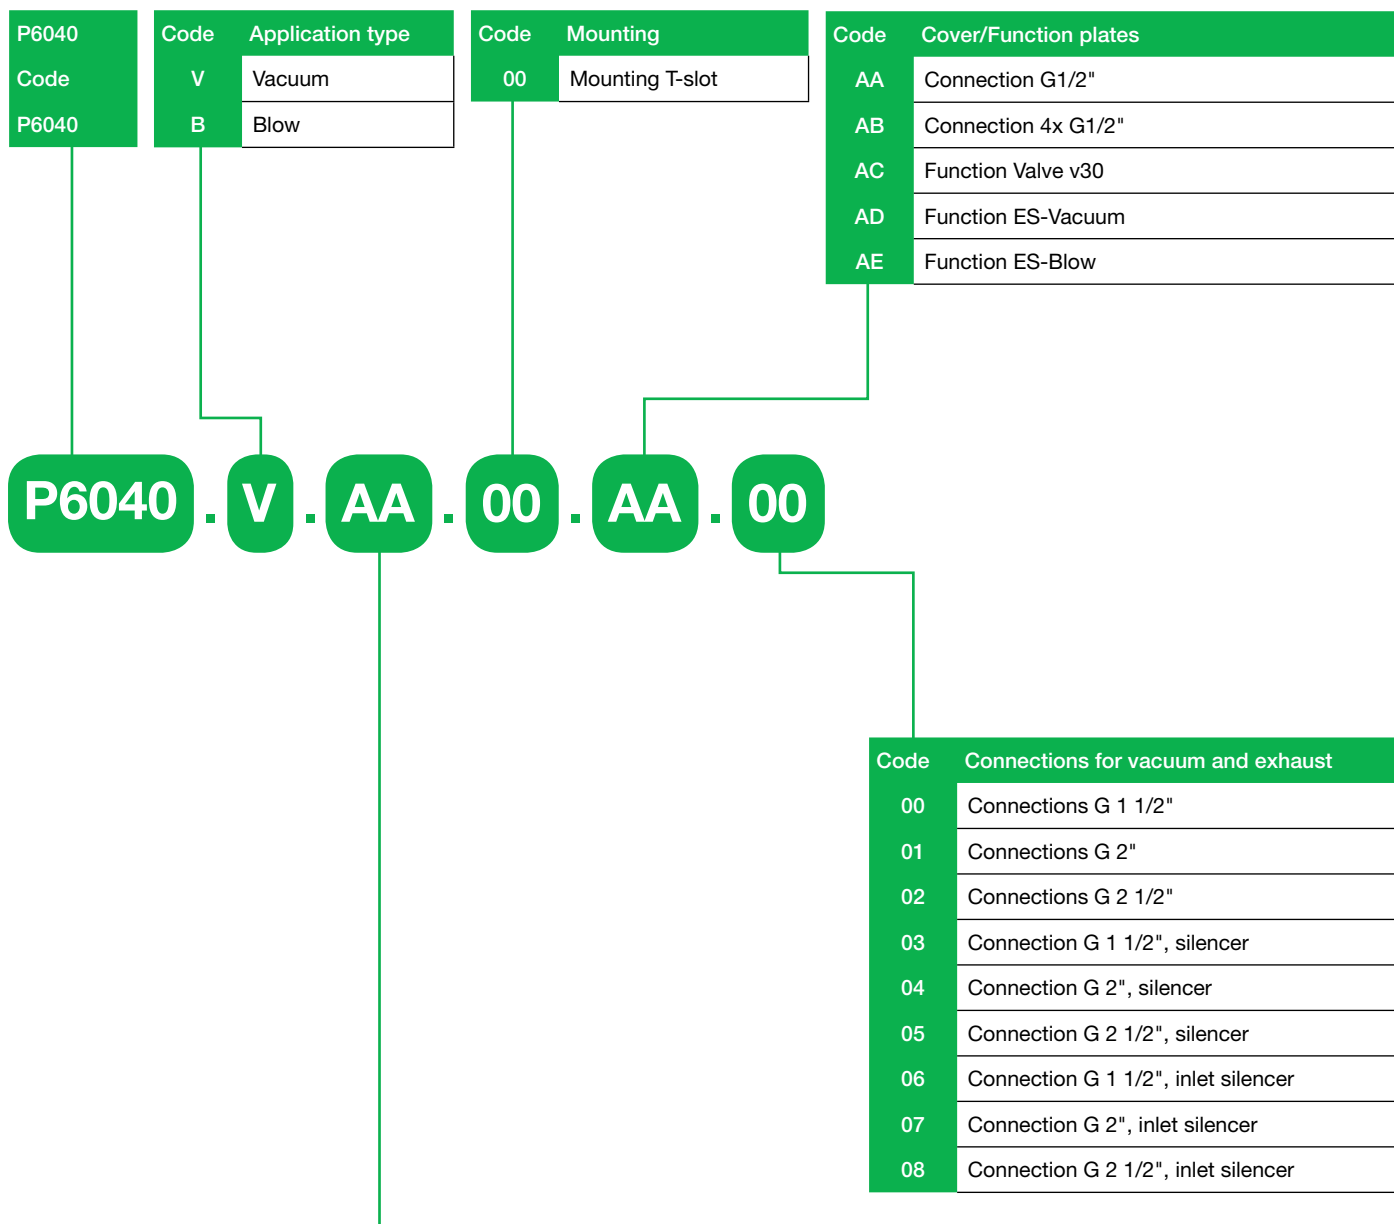 P6040
Code
P6040
Code Application type
V Vacuum
B Blow
Code Mounting
00 Mounting T-slot
Code Cover/Function plates
AA Connection G1/2"
AB Connection 4x G1/2"
AC Function Valve v30
AD Function ES-Vacuum
AE Function ES-Blow
P6040 . V . AA . 00 . AA . 00
Code Connections for vacuum and exhaust
00 Connections G 1 1/2"
01 Connections G 2"
02 Connections G 2 1/2"
03 Connection G 1 1/2", silencer
04 Connection G 2", silencer
05 Connection G 2 1/2", silencer
06 Connection G 1 1/2", inlet silencer
07 Connection G 2", inlet silencer
08 Connection G 2 1/2", inlet silencer